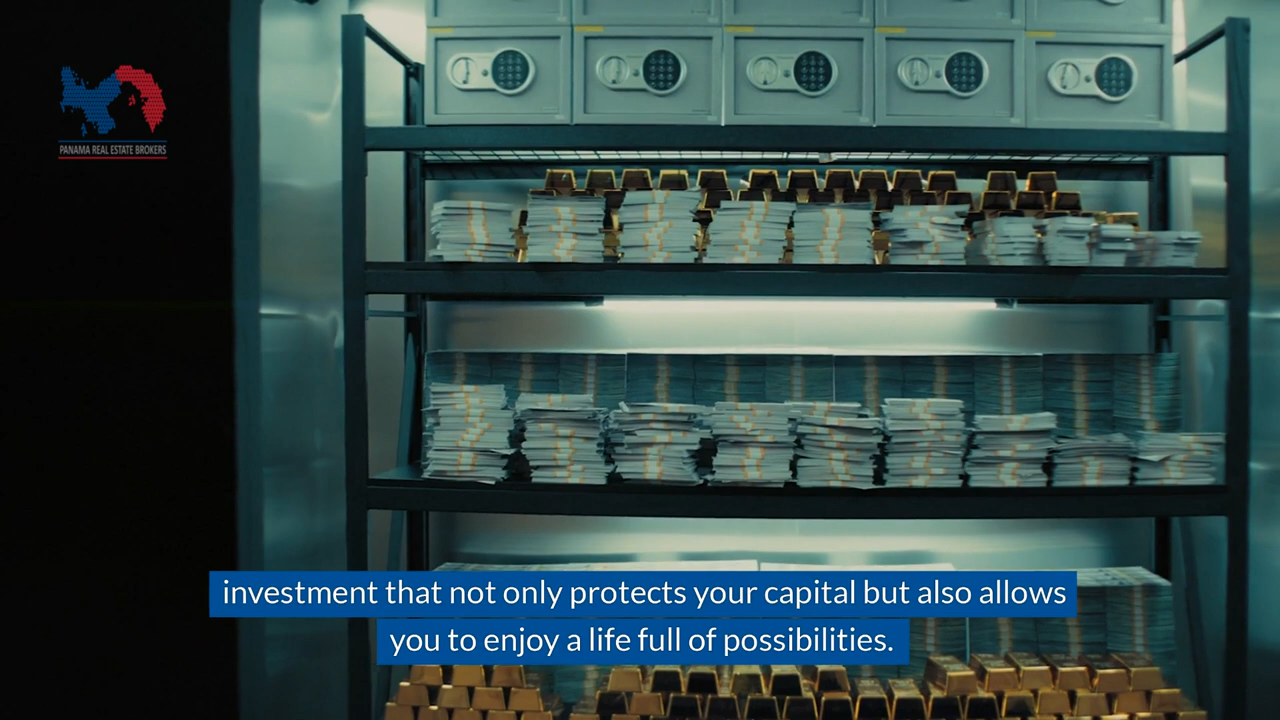 PANAMA REAL ESTATE BROKERS
investment that not only protects your capital but also allows
you to enjoy a life full of possibilities.